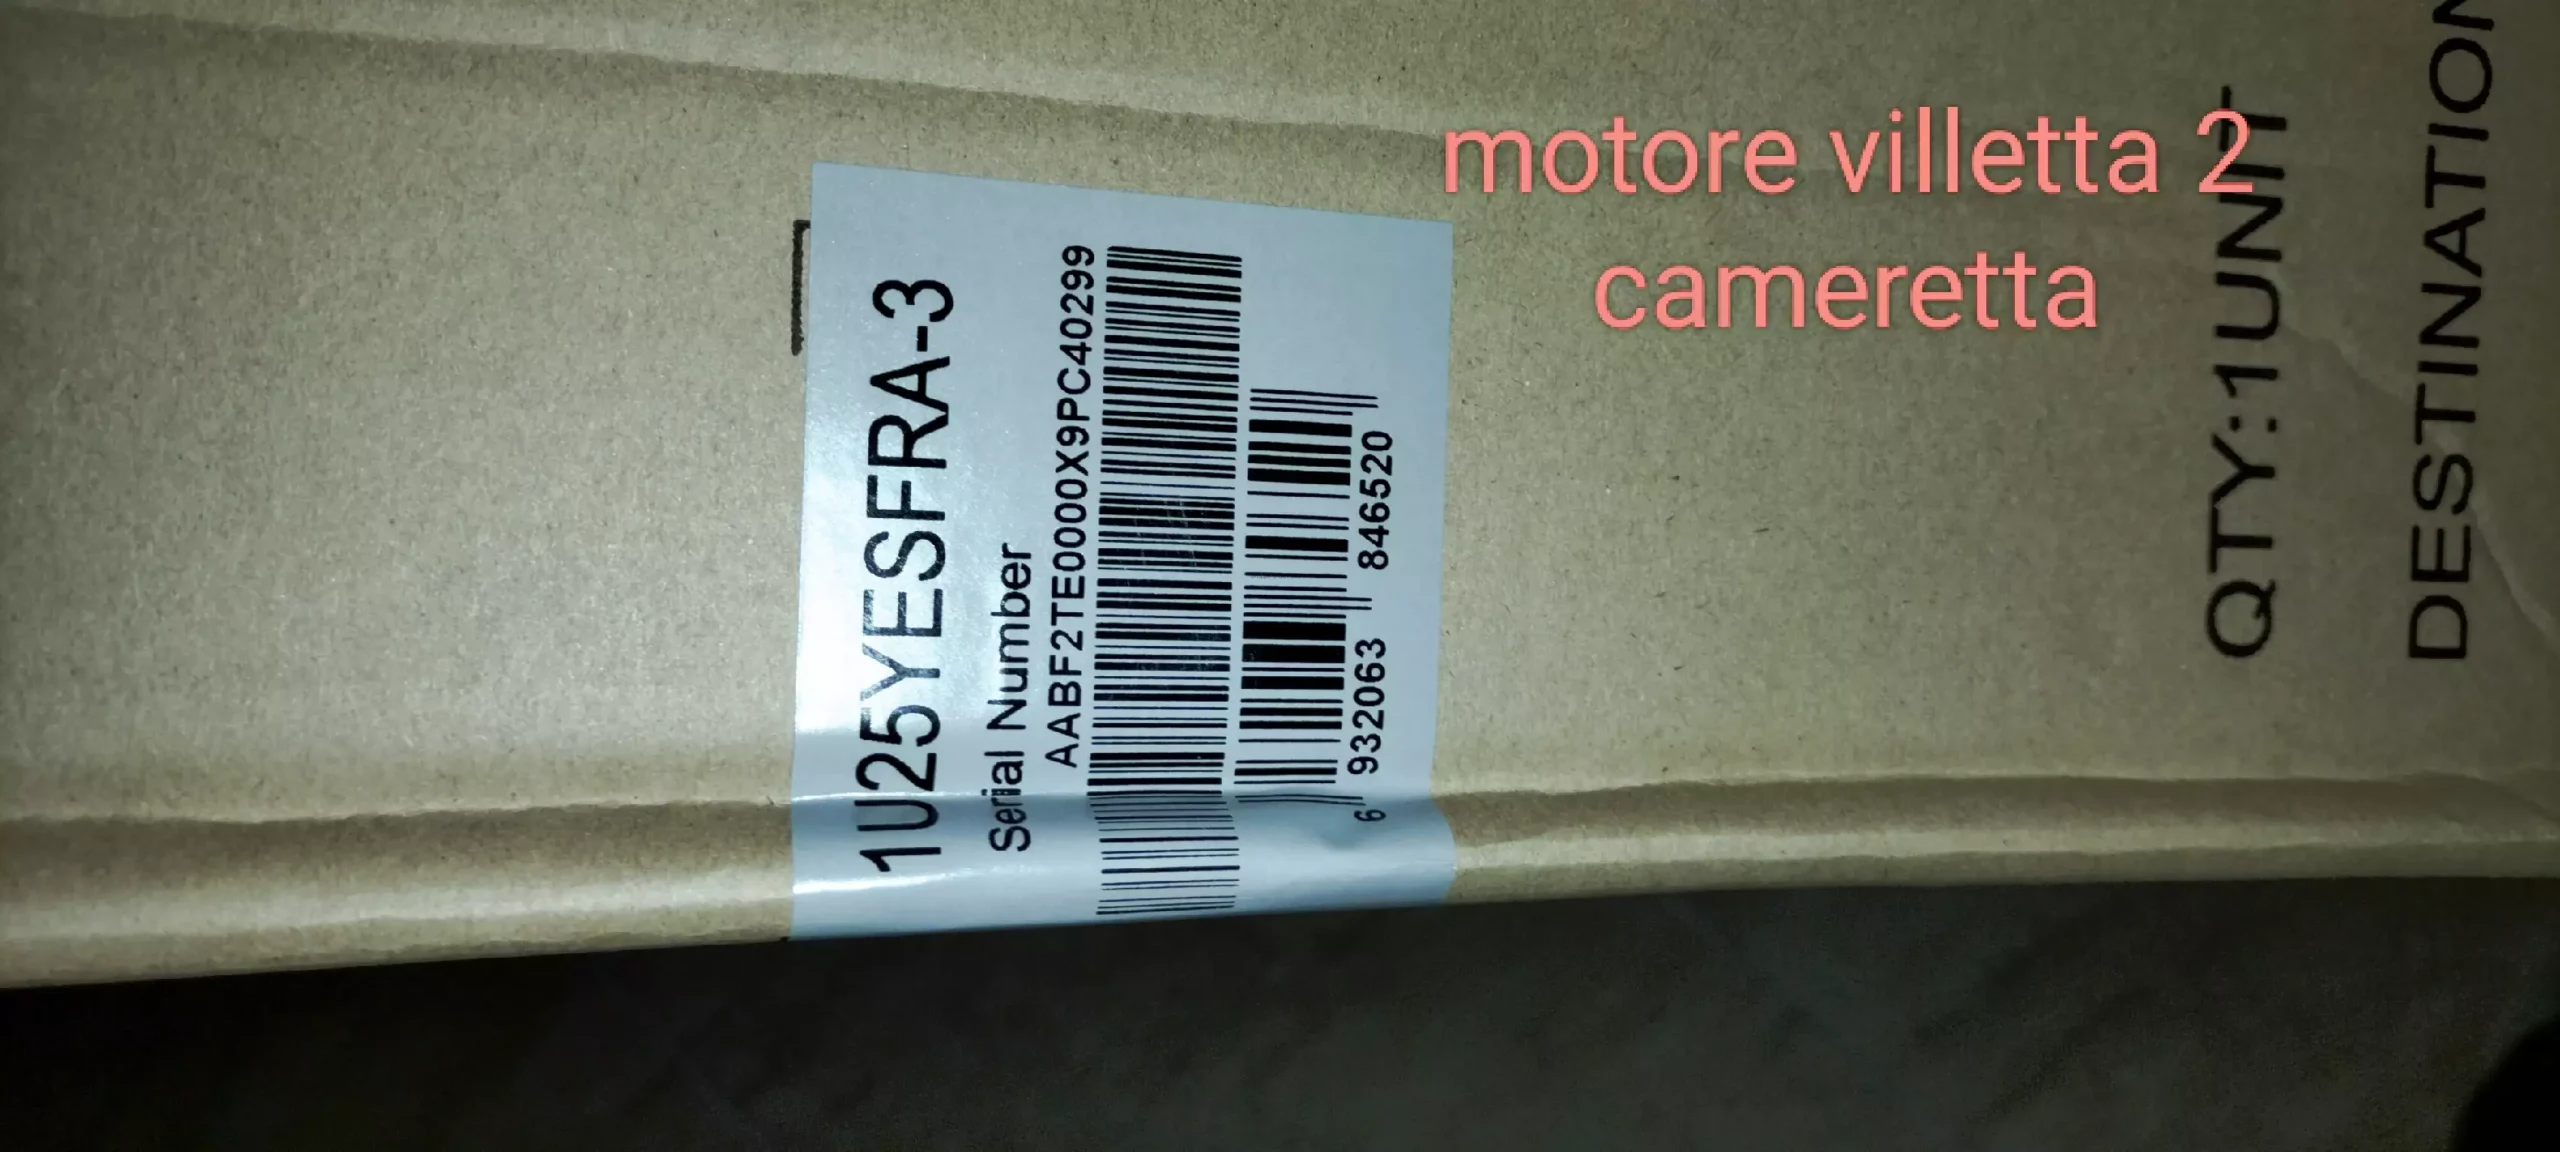 motore villetta 2
cameretta
1U25YESFRA-3
Serial Number
AABF2TE0000X9PC40299
6 932063 846520
QTY:1UNIT
DESTINATION